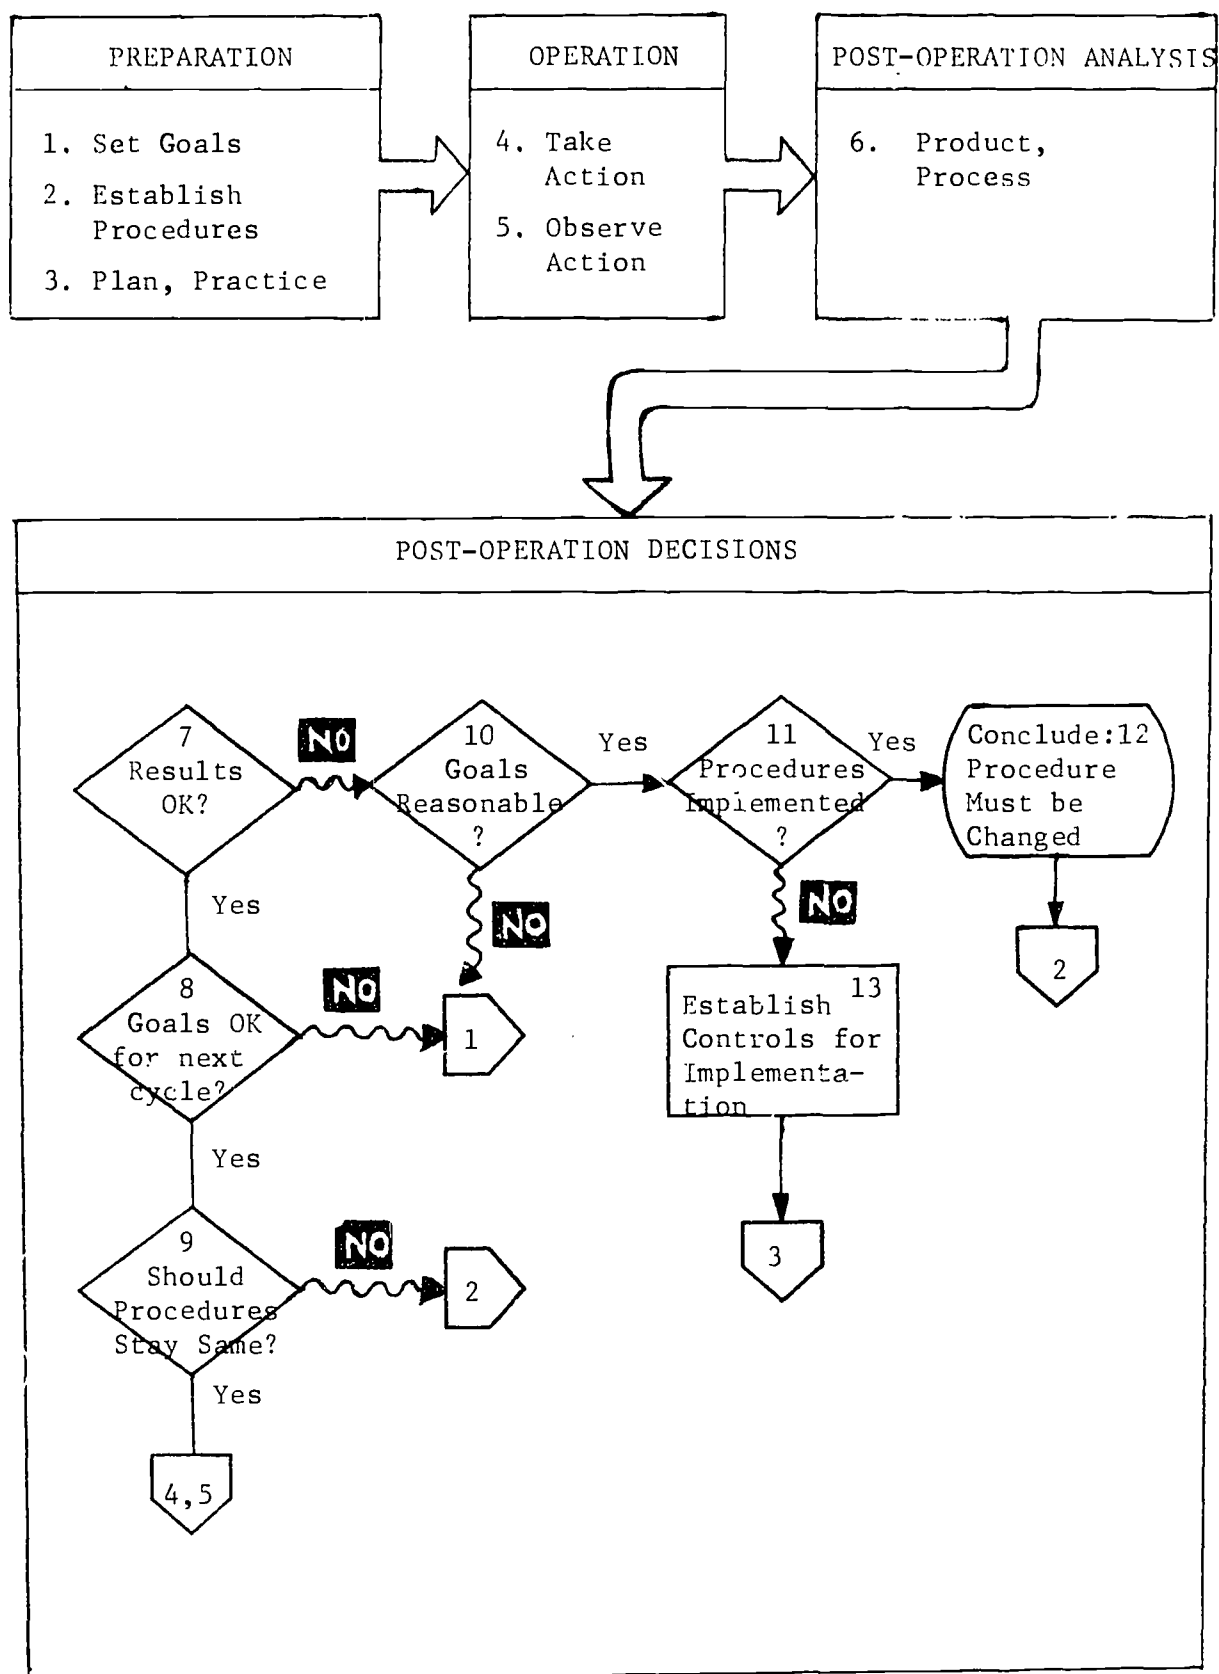 PREPARATION
1. Set Goals
2. Establish
Procedures
3. Plan, Practice
OPERATION
4. Take
Action
5. Observe
Action
POST-OPERATION ANALYSIS
6. Product,
Process
POST-OPERATION DECISIONS
7
Results
OK?
NO
10
Goals
Reasonable
?
Yes
11
Procedures
Implemented
?
Yes
Conclude:12
Procedure
Must be
Changed
Yes
NO
NO
2
8
Goals OK
for next
cycle?
NO
1
13
Establish
Controls for
Implementa-
tion
Yes
9
Should
Procedures
Stay Same?
NO
2
3
Yes
4,5